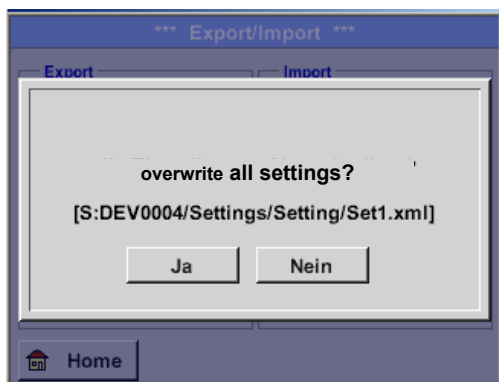 *** Export/Import ***
Export Import
overwrite all settings?
[S:DEV0004/Settings/Setting/Set1.xml]
Ja Nein
Home